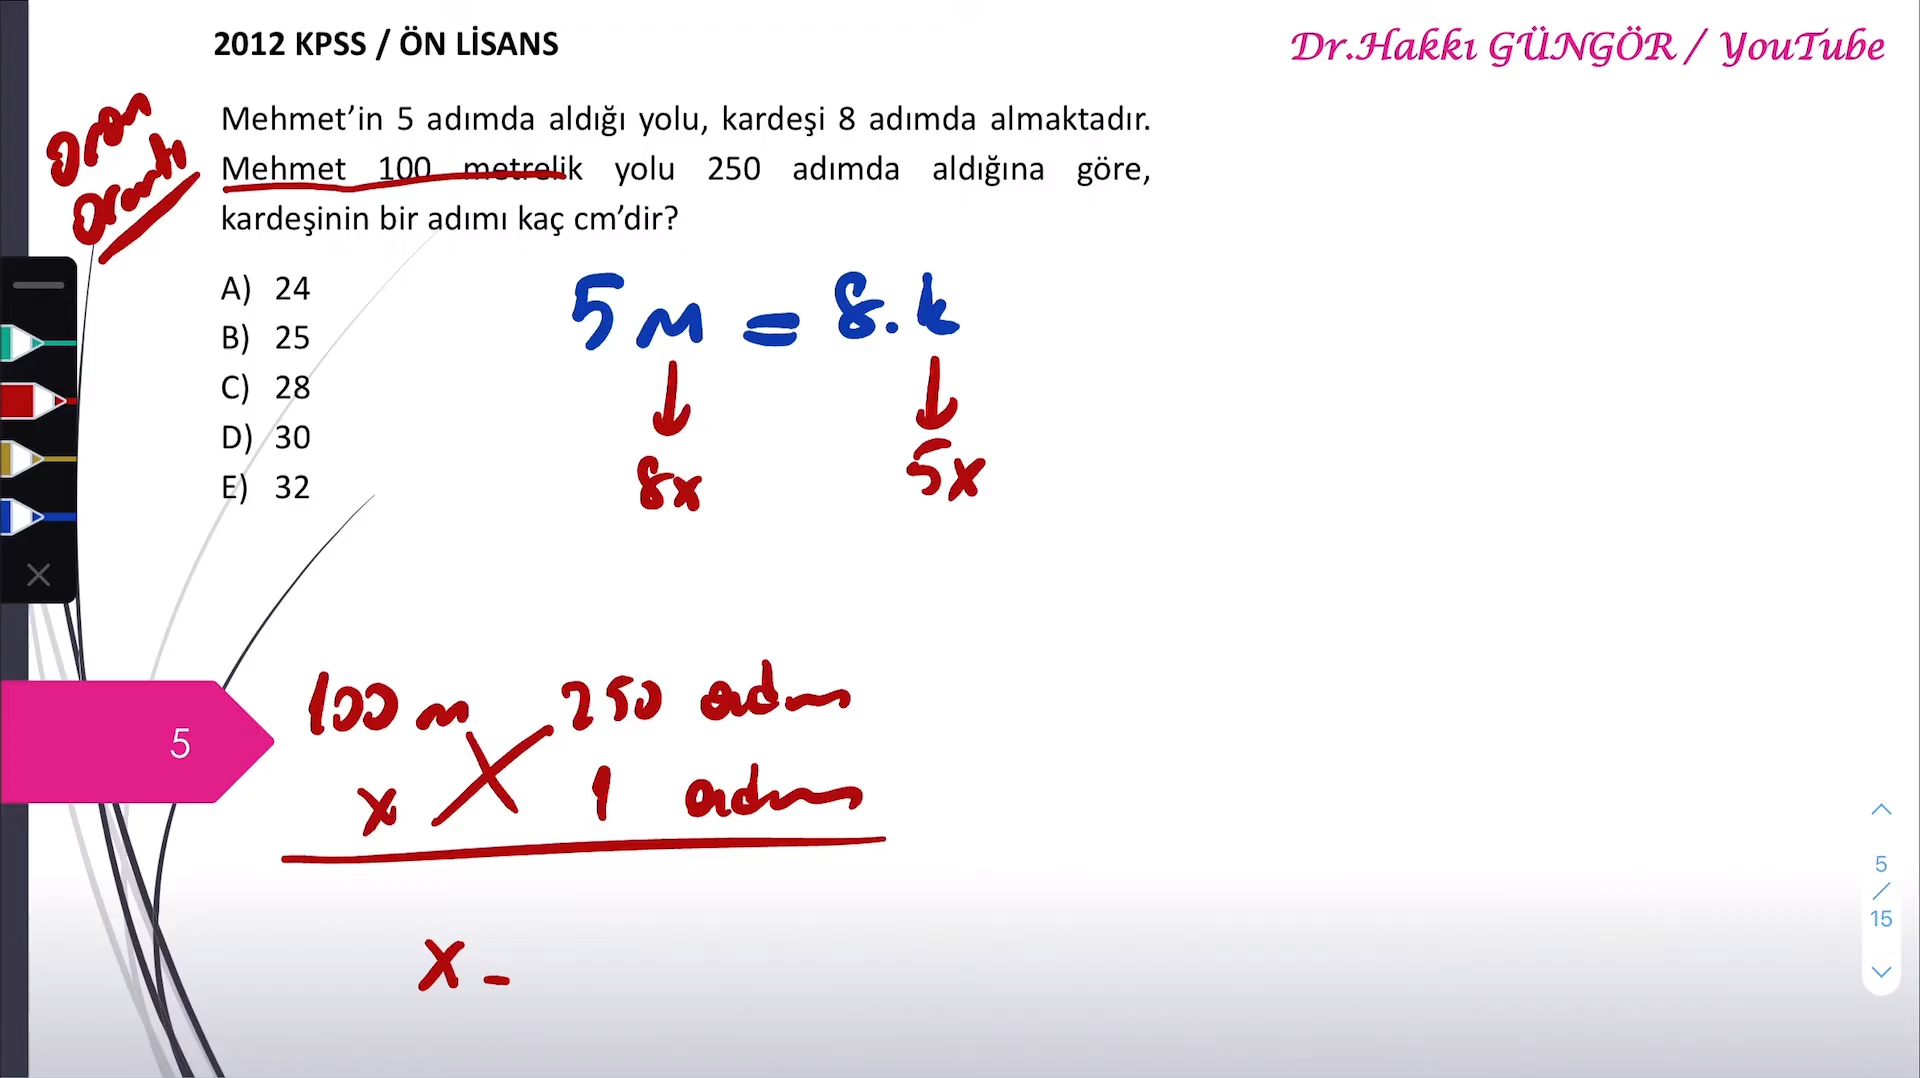 2012 KPSS / ÖN LİSANS
Dr.Hakkı GÜNGÖR / YouTube
oran
orantı
Mehmet’in 5 adımda aldığı yolu, kardeşi 8 adımda almaktadır.
Mehmet 100 metrelik yolu 250 adımda aldığına göre,
kardeşinin bir adımı kaç cm’dir?
A) 24
B) 25
C) 28
D) 30
E) 32
5M = 8.k
8x 5x
100 m 250 adım
x 1 adım
x -
5
5
/
15